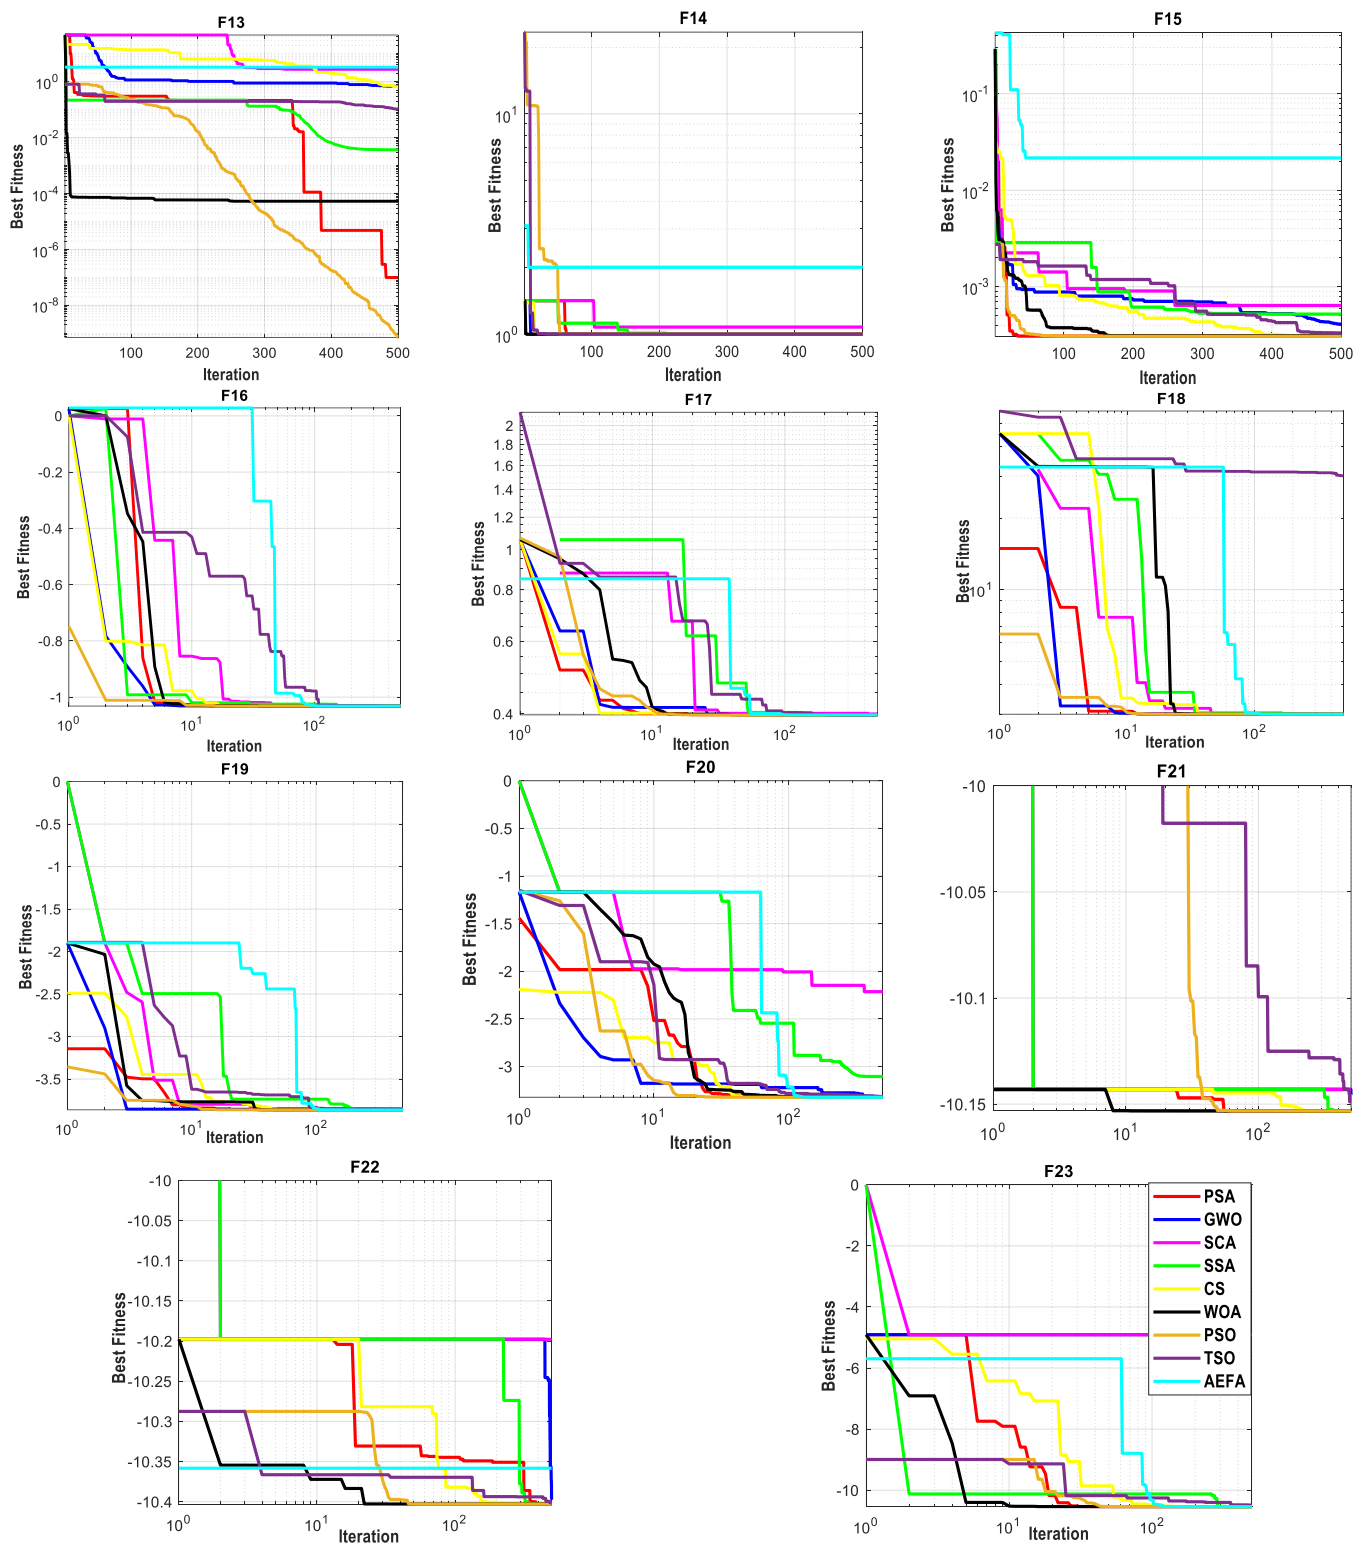 F13
10^0
10^-2
10^-4
10^-6
10^-8
100 200 300 400 500
Best Fitness
Iteration
F14
10^1
10^0
100 200 300 400 500
Best Fitness
Iteration
F15
10^-1
10^-2
10^-3
100 200 300 400 500
Best Fitness
Iteration
F16
0
-0.2
-0.4
-0.6
-0.8
-1
10^0 10^1 10^2
Best Fitness
Iteration
F17
2
1.8
1.6
1.4
1.2
1
0.8
0.6
0.4
10^0 10^1 10^2
Best Fitness
Iteration
F18
10^1
10^0 10^1 10^2
Best Fitness
Iteration
F19
0
-0.5
-1
-1.5
-2
-2.5
-3
-3.5
10^0 10^1 10^2
Best Fitness
Iteration
F20
0
-0.5
-1
-1.5
-2
-2.5
-3
10^0 10^1 10^2
Best Fitness
Iteration
F21
-10
-10.05
-10.1
-10.15
10^0 10^1 10^2
Best Fitness
Iteration
F22
-10
-10.05
-10.1
-10.15
-10.2
-10.25
-10.3
-10.35
-10.4
10^0 10^1 10^2
Best Fitness
Iteration
F23
0
-2
-4
-6
-8
-10
10^0 10^1 10^2
Best Fitness
Iteration
PSA
GWO
SCA
SSA
CS
WOA
PSO
TSO
AEFA